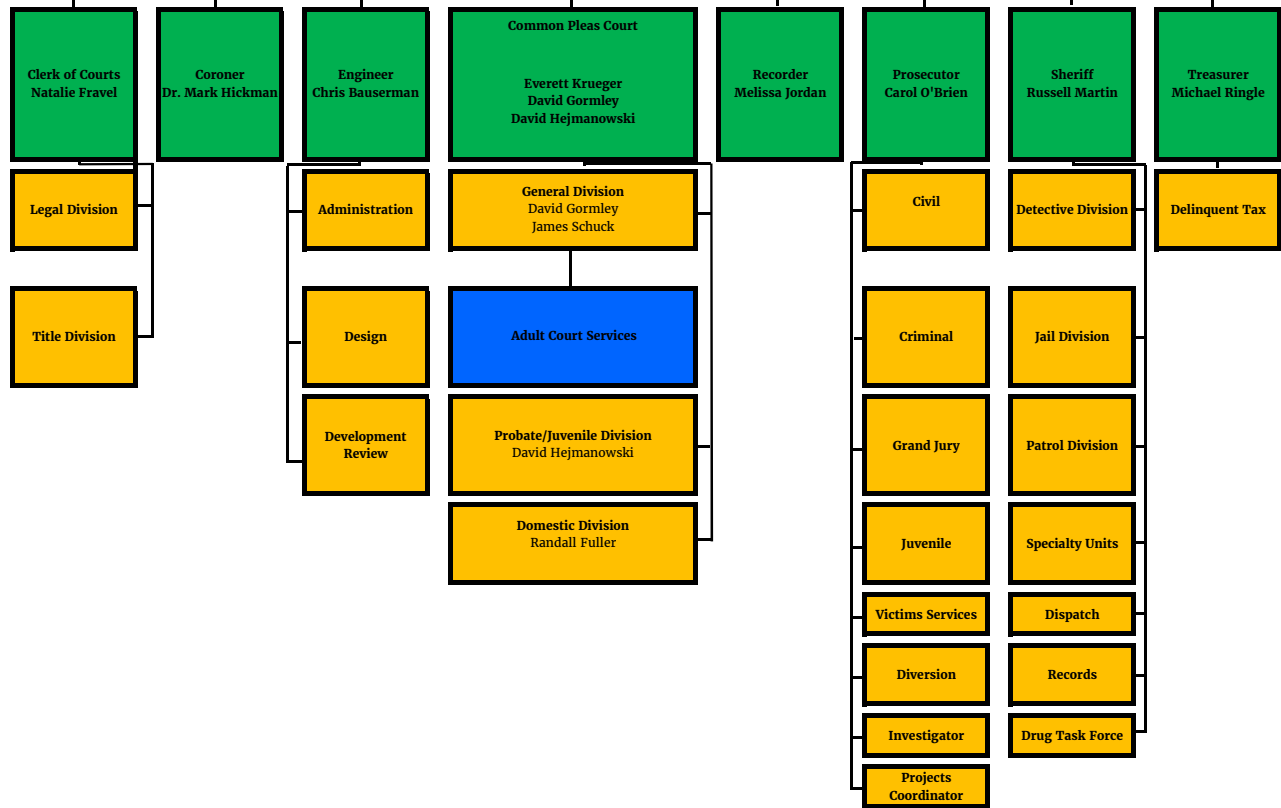 Clerk of Courts
Natalie Fravel
Coroner
Dr. Mark Hickman
Engineer
Chris Bauserman
Common Pleas Court
Everett Krueger
David Gormley
David Hejmanowski
Recorder
Melissa Jordan
Prosecutor
Carol O'Brien
Sheriff
Russell Martin
Treasurer
Michael Ringle
Legal Division
Administration
General Division
David Gormley
James Schuck
Civil
Detective Division
Delinquent Tax
Title Division
Design
Adult Court Services
Criminal
Jail Division
Development
Review
Probate/Juvenile Division
David Hejmanowski
Grand Jury
Patrol Division
Domestic Division
Randall Fuller
Juvenile
Specialty Units
Victims Services
Dispatch
Diversion
Records
Investigator
Drug Task Force
Projects
Coordinator